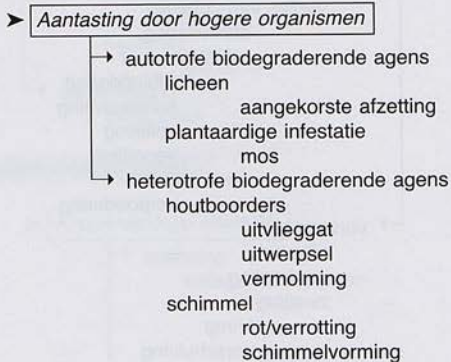 ➤ Aantasting door hogere organismen
autotrofe biodegraderende agens
licheen
aangekorste afzetting
plantaardige infestatie
mos
heterotrofe biodegraderende agens
houtboorders
uitvlieggat
uitwerpsel
vermolming
schimmel
rot/verrotting
schimmelvorming